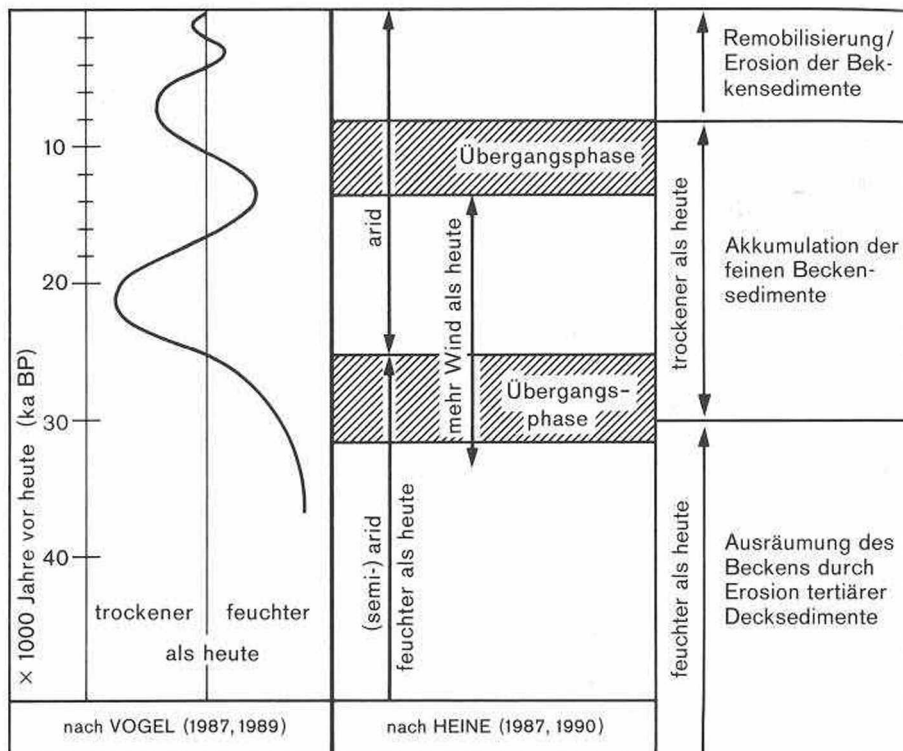 × 1000 Jahre vor heute (ka BP)
10
20
30
40
trockener
feuchter
als heute
nach VOGEL (1987, 1989)
arid
(semi-) arid
feuchter als heute
mehr Wind als heute
Übergangsphase
Übergangs-
phase
nach HEINE (1987, 1990)
trockener als heute
feuchter als heute
Remobilisierung/
Erosion der Bek-
kensedimente
Akkumulation der
feinen Becken-
sedimente
Ausräumung des
Beckens durch
Erosion tertiärer
Decksedimente